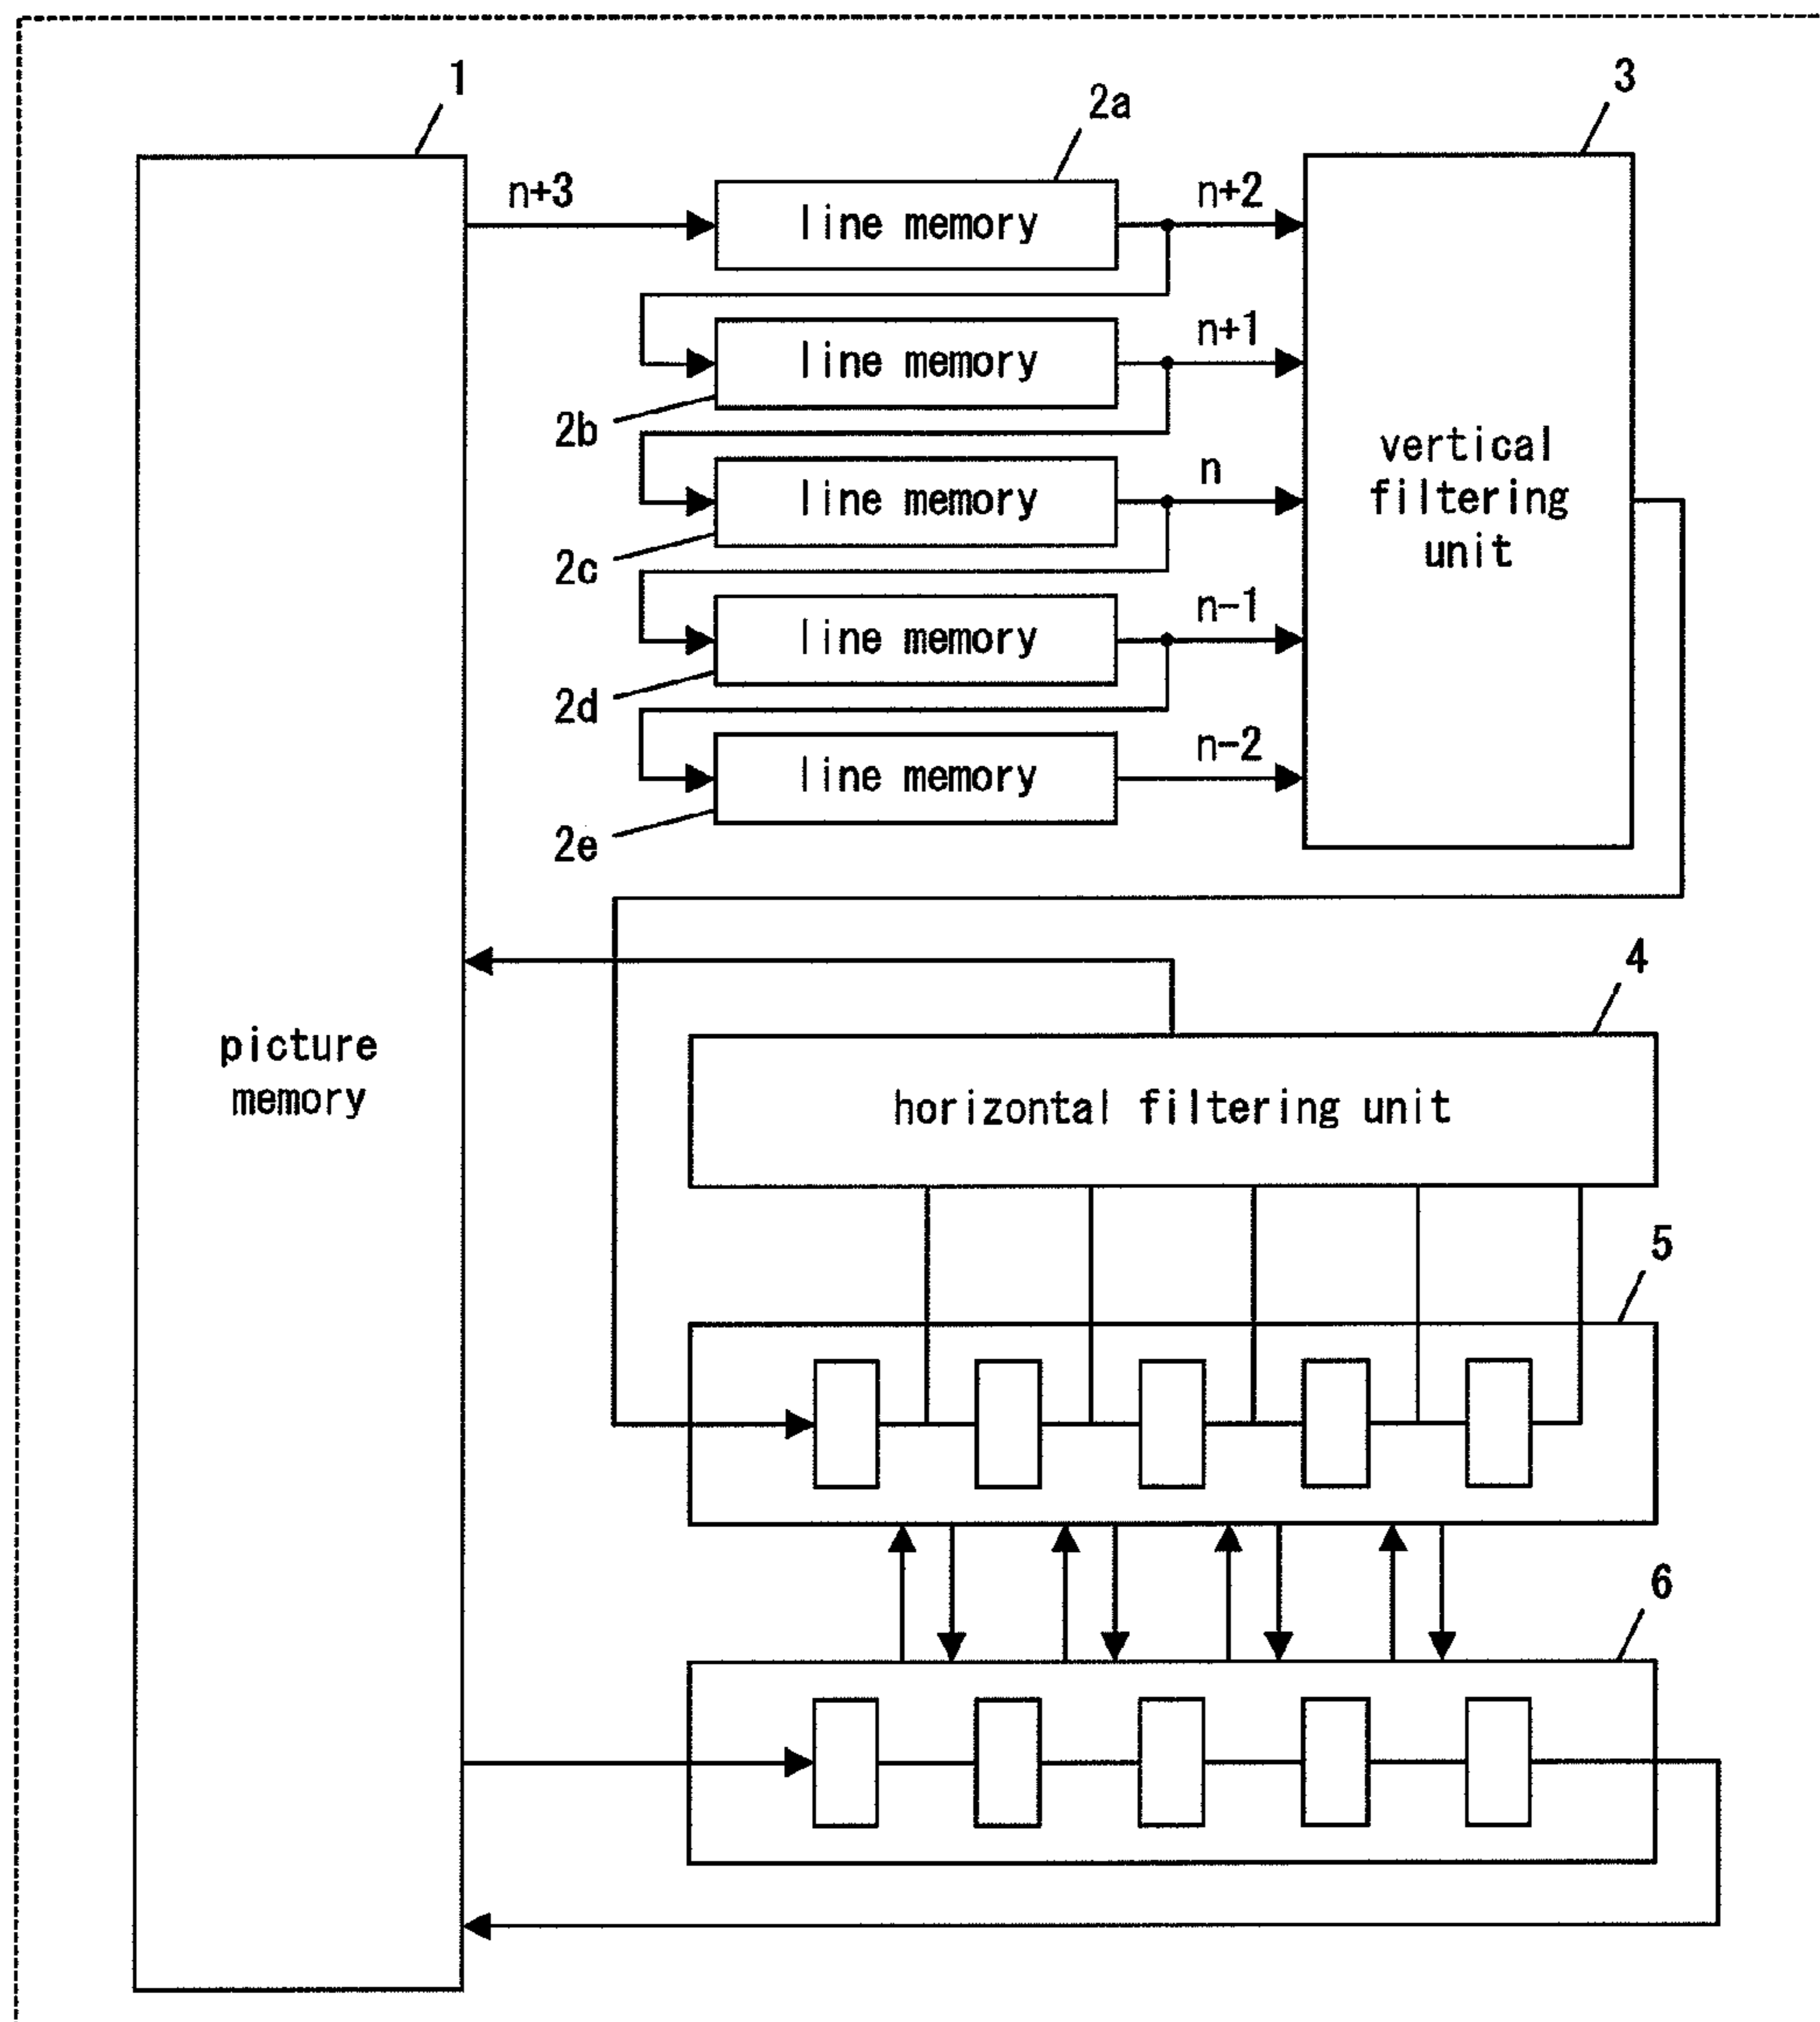 1
2a
3
n+3
line memory
n+2
line memory
n+1
2b
line memory
n
vertical
filtering
unit
2c
line memory
n-1
2d
line memory
n-2
2e
4
picture
memory
horizontal filtering unit
5
6